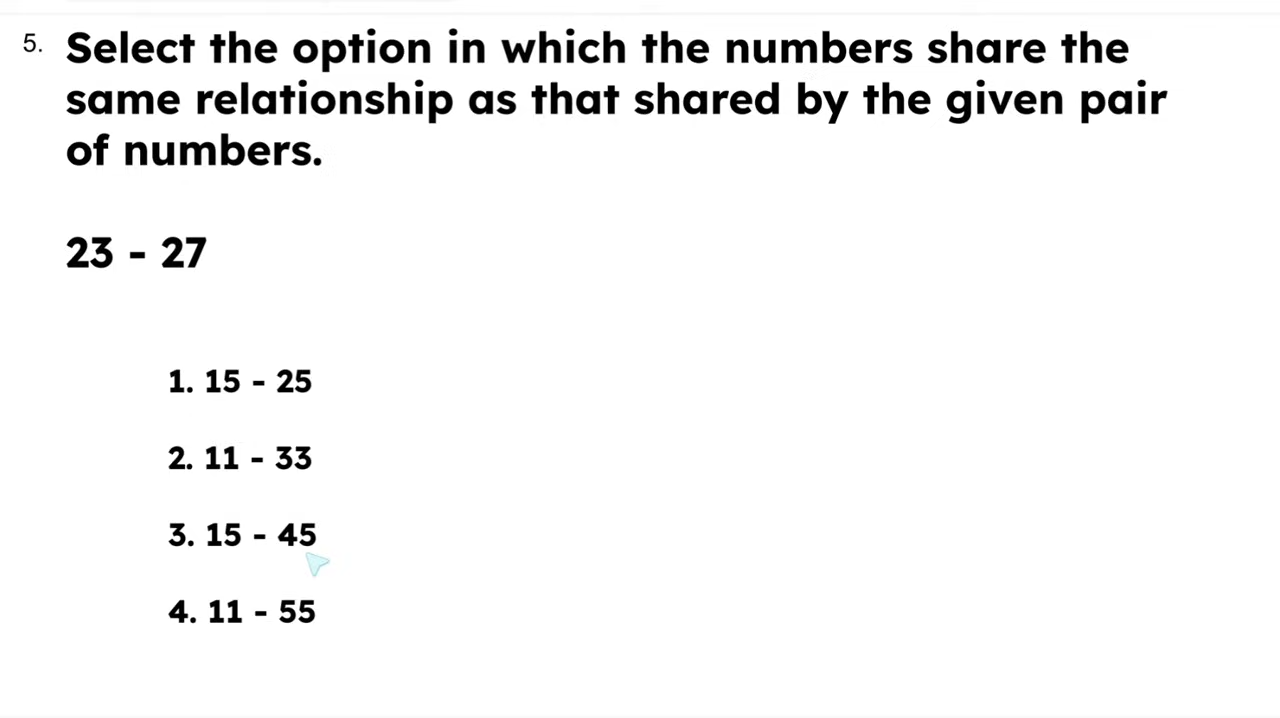 5. Select the option in which the numbers share the
same relationship as that shared by the given pair
of numbers.
23 - 27
1. 15 - 25
2. 11 - 33
3. 15 - 45
4. 11 - 55